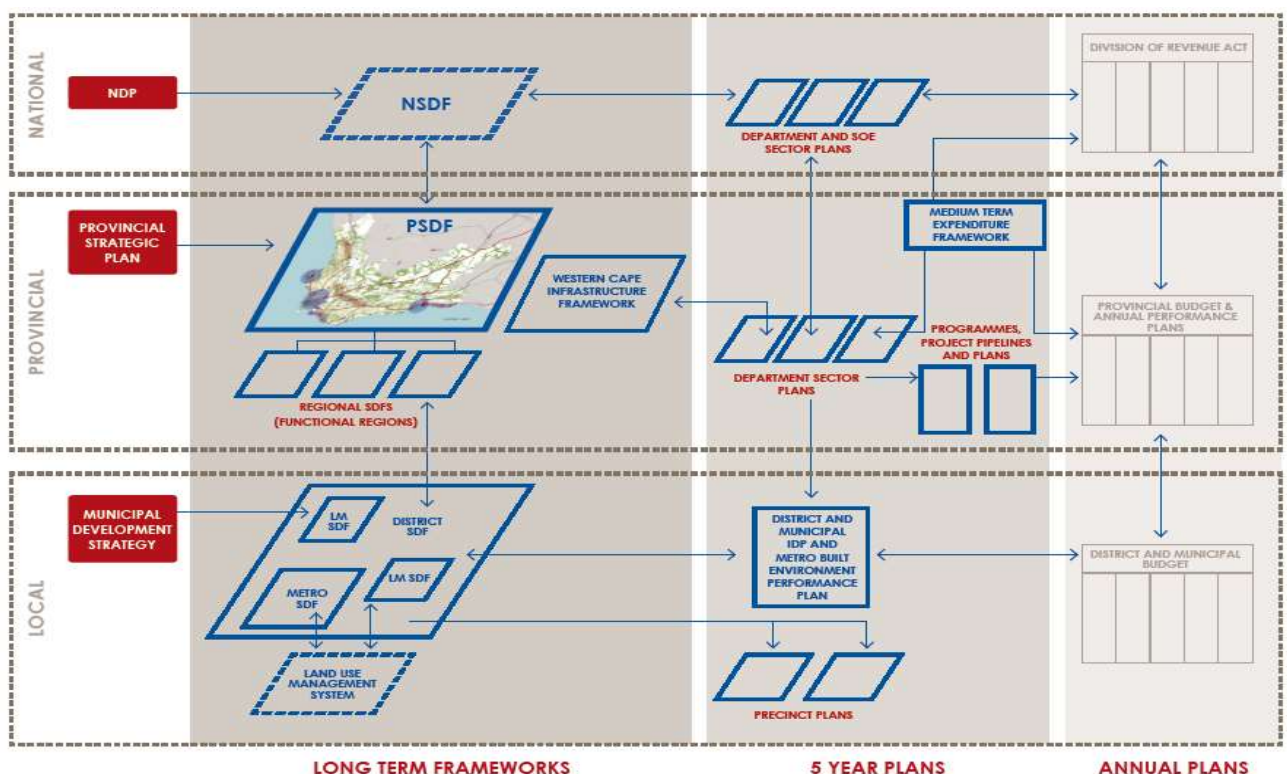 NATIONAL
NDP
NSDF
DEPARTMENT AND SOE
SECTOR PLANS
DIVISION OF REVENUE ACT
PROVINCIAL
PROVINCIAL
STRATEGIC
PLAN
PSDF
WESTERN CAPE
INFRASTRUCTURE
FRAMEWORK
REGIONAL SDFS
(FUNCTIONAL REGIONS)
MEDIUM TERM
EXPENDITURE
FRAMEWORK
DEPARTMENT SECTOR
PLANS
PROGRAMMES,
PROJECT PIPELINES
AND PLANS
PROVINCIAL BUDGET &
ANNUAL PERFORMANCE
PLANS
LOCAL
MUNICIPAL
DEVELOPMENT
STRATEGY
LM
SDF
DISTRICT
SDF
LM SDF
METRO
SDF
LAND USE
MANAGEMENT
SYSTEM
DISTRICT AND
MUNICIPAL
IDP AND
METRO BUILT
ENVIRONMENT
PERFORMANCE
PLAN
PRECINCT PLANS
DISTRICT AND MUNICIPAL
BUDGET
LONG TERM FRAMEWORKS
5 YEAR PLANS
ANNUAL PLANS